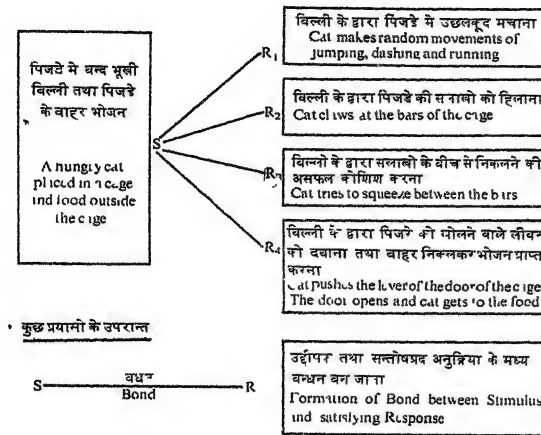 पिंजडे मे बन्द भूखी
बिल्ली तथा पिंजडे
के बाहर भोजन
A hungry cat
placed in a cage
and food outside
the cage
S
R1
बिल्ली के द्वारा पिंजडे मे उछलकूद मचाना
Cat makes random movements of
jumping, dashing and running
R2
बिल्ली के द्वारा पिंजडे की सलाखो को हिलाना
Cat claws at the bars of the cage
R3
बिल्ली के द्वारा सलाखो के बीच से निकलने की
असफल कोशिश करना
Cat tries to squeeze between the bars
R4
बिल्ली के द्वारा पिंजरे को खोलने वाले लीवर
को दबाना तथा बाहर निकलकर भोजन प्राप्त
करना
Cat pushes the lever of the door of the cage
The door opens and cat gets to the food
कुछ प्रयासो के उपरान्त
S
बधन
Bond
R
उद्दीपन तथा सन्तोषप्रद अनुक्रिया के मध्य
बन्धन बन जाना
Formation of Bond between Stimulus
and satisfying Response